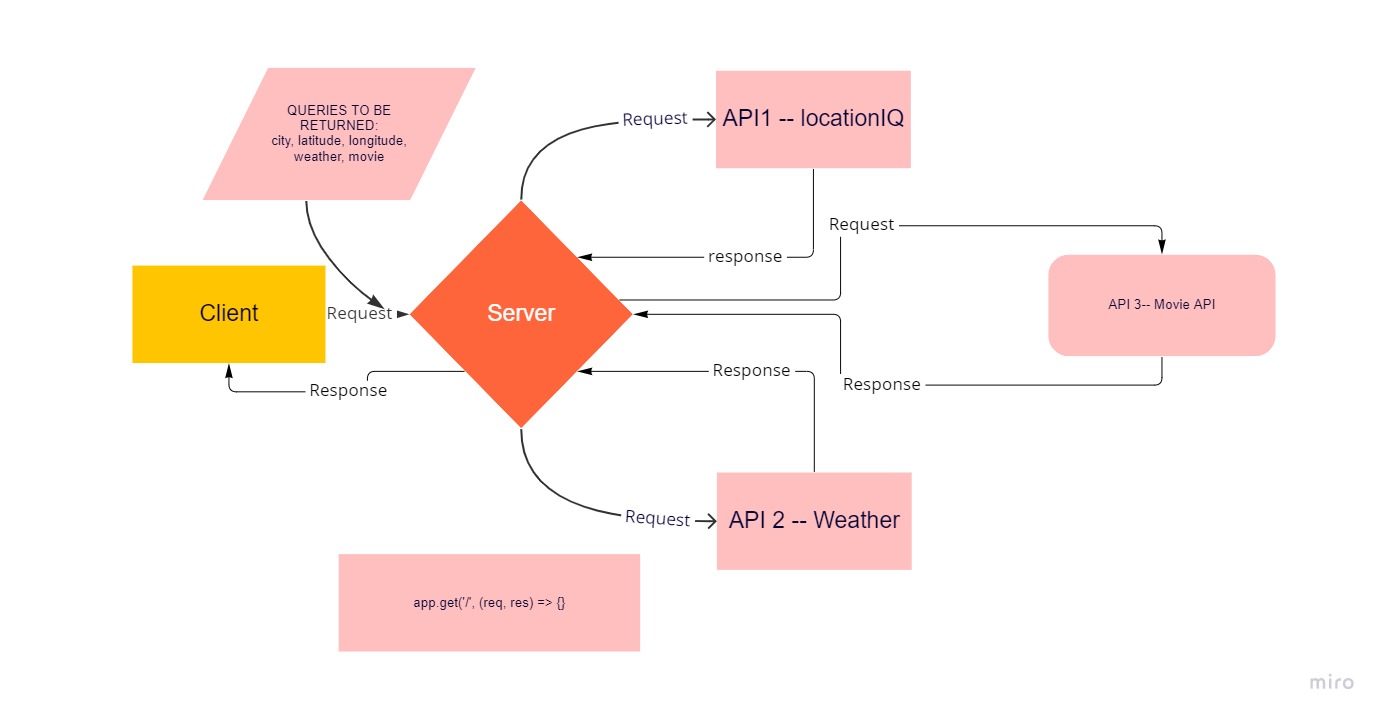 QUERIES TO BE
RETURNED:
city, latitude, longitude,
weather, movie
Request
API1 -- locationIQ
Request
response
API 3-- Movie API
Client
Request
Server
Response
Response
Response
Request
API 2 -- Weather
app.get('/', (req, res) => {}
miro